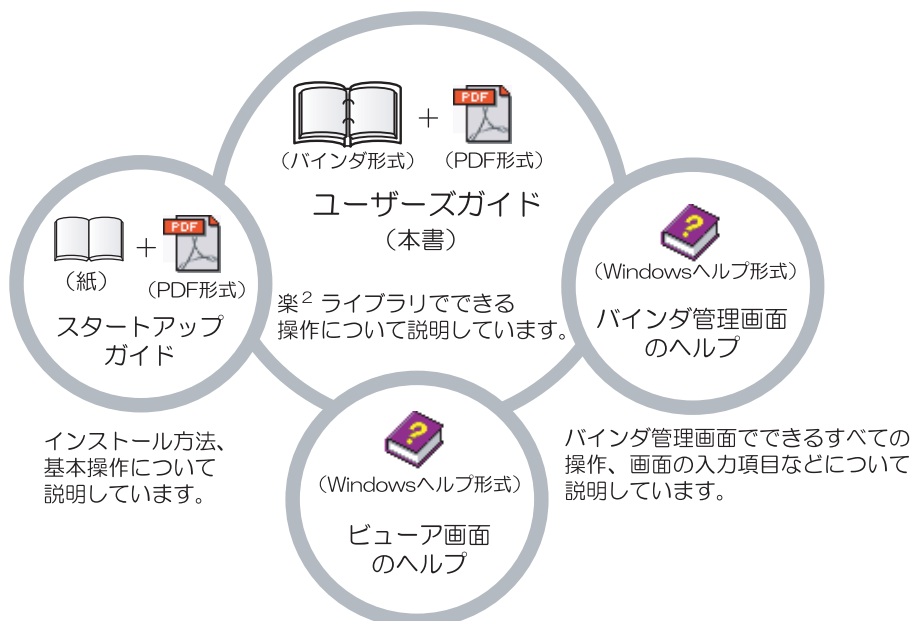 PDF
(バインダ形式) (PDF形式)
ユーザーズガイド
(本書)
楽² ライブラリでできる
操作について説明しています。
PDF
(紙) (PDF形式)
スタートアップ
ガイド
インストール方法、
基本操作について
説明しています。
?
(Windowsヘルプ形式)
バインダ管理画面
のヘルプ
バインダ管理画面でできるすべての
操作、画面の入力項目などについて
説明しています。
?
(Windowsヘルプ形式)
ビューア画面
のヘルプ